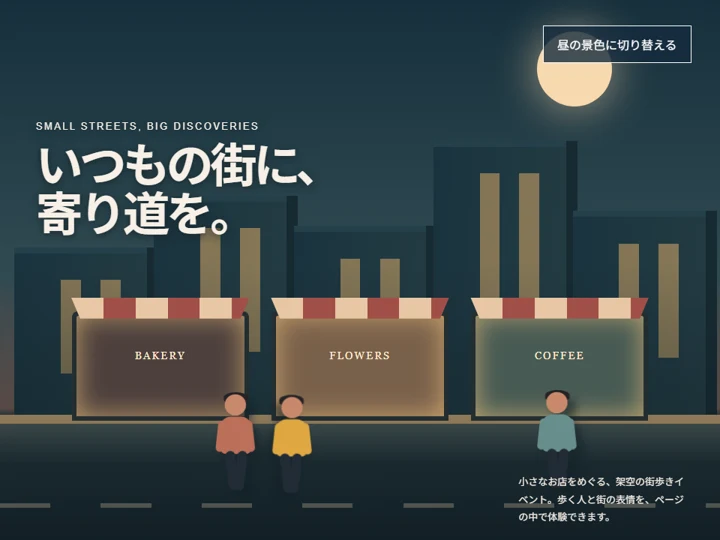 昼の景色に切り替える
SMALL STREETS, BIG DISCOVERIES
いつもの街に、
寄り道を。
BAKERY
FLOWERS
COFFEE
小さなお店をめぐる、架空の街歩きイ
ベント。歩く人と街の表情を、ページ
の中で体験できます。